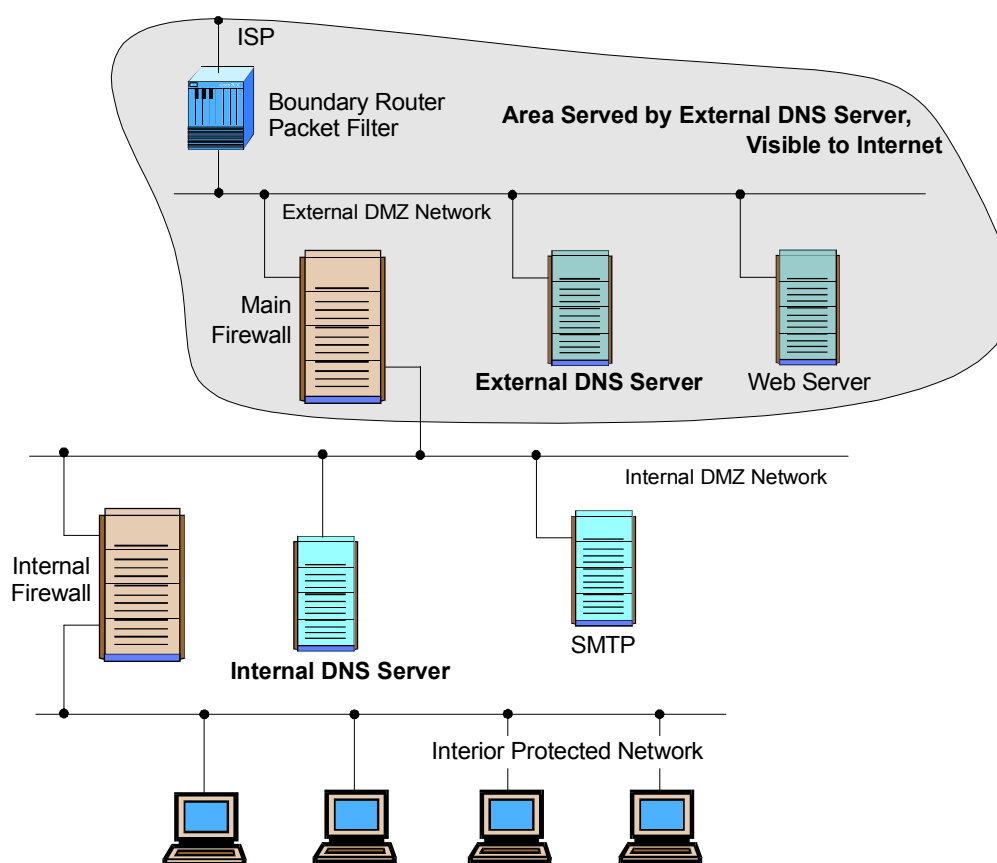 ISP
Boundary Router
Packet Filter
Area Served by External DNS Server,
Visible to Internet
External DMZ Network
Main
Firewall
External DNS Server
Web Server
Internal DMZ Network
Internal
Firewall
Internal DNS Server
SMTP
Interior Protected Network